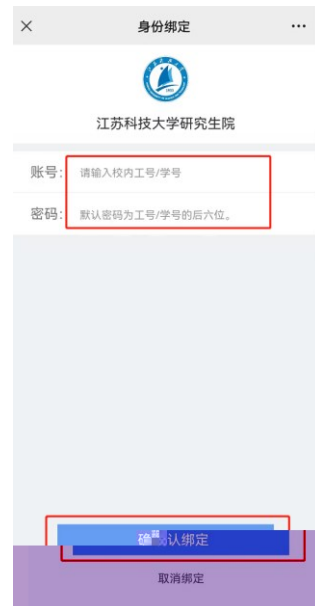 身份绑定
江苏科技大学研究生院
账号: 请输入校内工号/学号
密码: 默认密码为工号/学号的后六位。
确认绑定
取消绑定